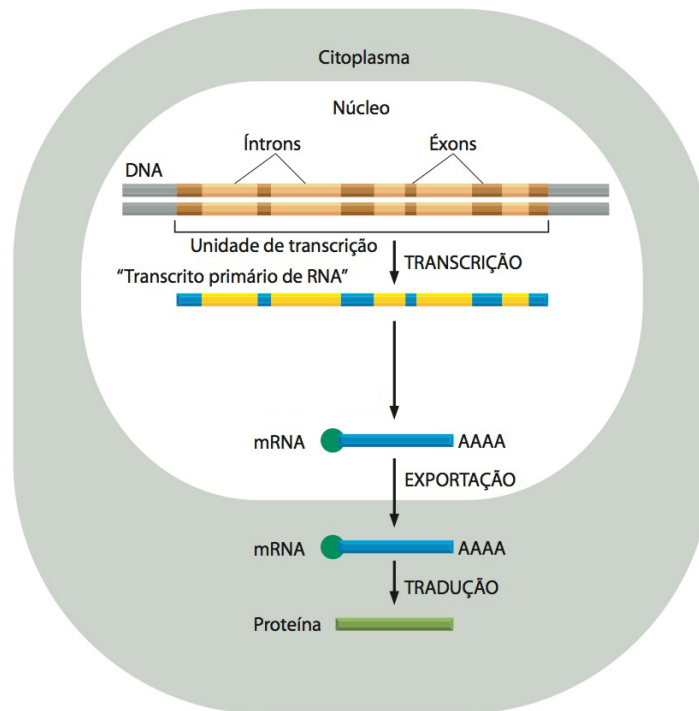 Citoplasma
Núcleo
Íntrons
Éxons
DNA
Unidade de transcrição
TRANSCRIÇÃO
“Transcrito primário de RNA”
mRNA
AAAA
EXPORTAÇÃO
mRNA
AAAA
TRADUÇÃO
Proteína